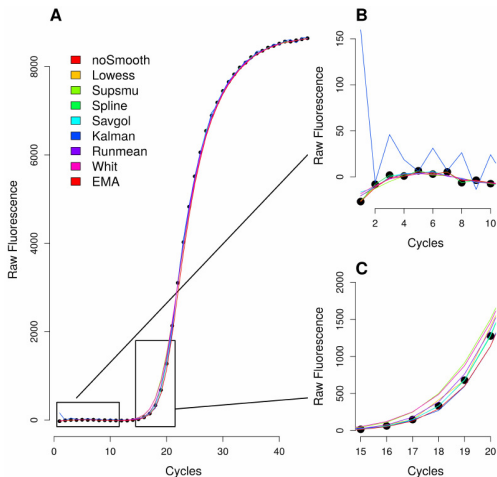 A
noSmooth
Lowess
Supsmu
Spline
Savgol
Kalman
Runmean
Whit
EMA
Raw Fluorescence
0
2000
4000
6000
8000
0 10 20 30 40
Cycles
B
Raw Fluorescence
0
50
100
150
2 4 6 8 10
Cycles
C
Raw Fluorescence
0
500
1000
1500
2000
15 16 17 18 19 20
Cycles